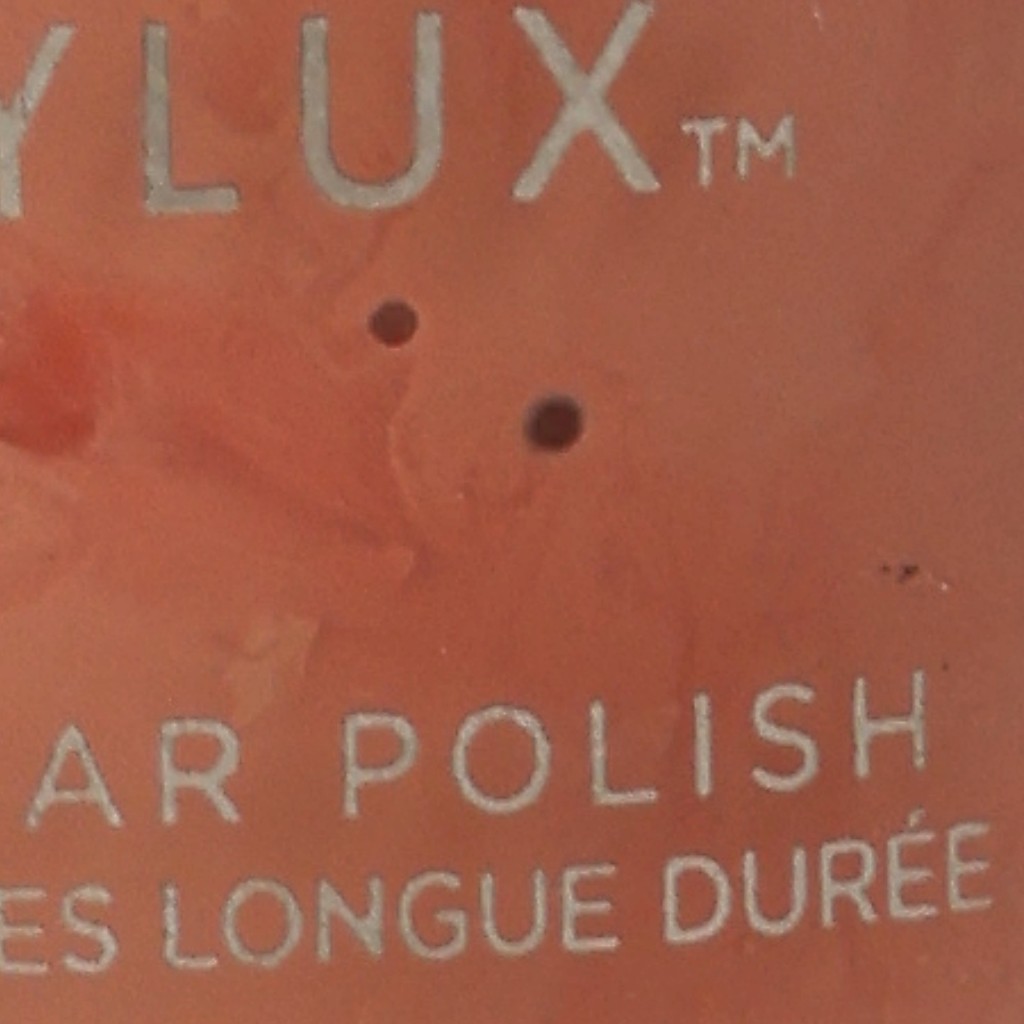 YLUX™
AR POLISH
ES LONGUE DURÉE